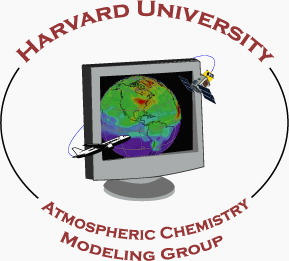 HARVARD UNIVERSITY
ATMOSPHERIC CHEMISTRY
MODELING GROUP